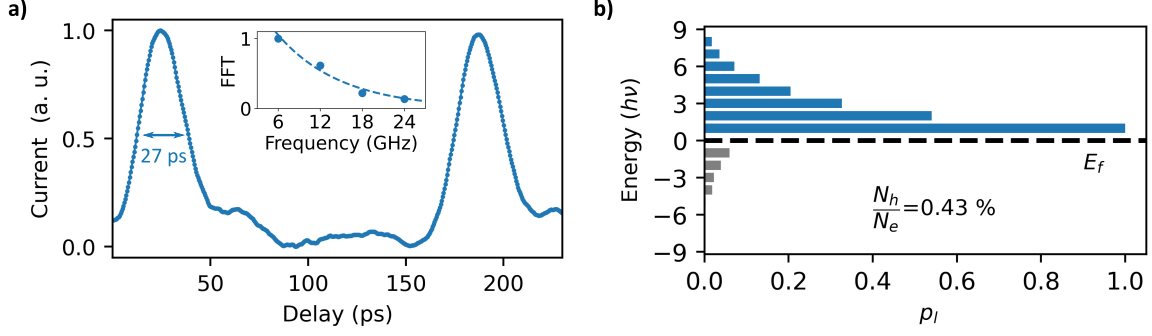 a)
1.0
0.5
0.0
Current (a. u.)
50
100
150
200
Delay (ps)
27 ps
1
0
FFT
6
12
18
24
Frequency (GHz)
b)
9
6
3
0
−3
−6
−9
Energy (hν)
0.0
0.2
0.4
0.6
0.8
1.0
p_l
E_f
N_h
N_e
=0.43 %